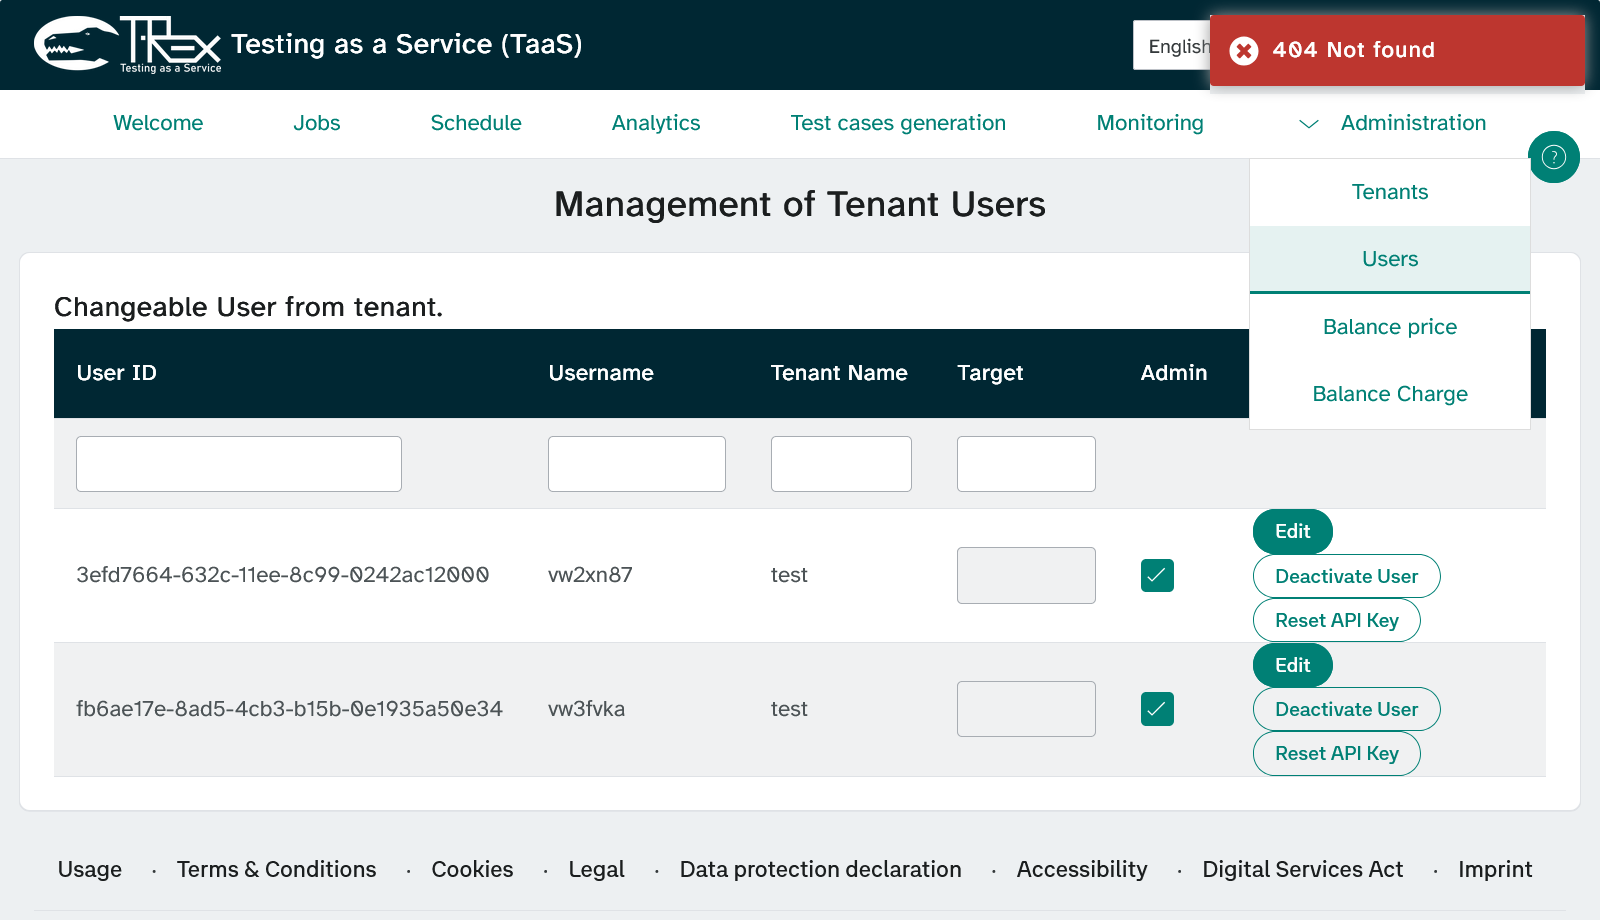 T-REX
Testing as a Service
Testing as a Service (TaaS)
English
404 Not found
Welcome
Jobs
Schedule
Analytics
Test cases generation
Monitoring
Administration
?
Tenants
Users
Balance price
Balance Charge
Management of Tenant Users
Changeable User from tenant.
User ID
Username
Tenant Name
Target
Admin
3efd7664-632c-11ee-8c99-0242ac12000
vw2xn87
test
Edit
Deactivate User
Reset API Key
fb6ae17e-8ad5-4cb3-b15b-0e1935a50e34
vw3fvka
test
Edit
Deactivate User
Reset API Key
Usage · Terms & Conditions · Cookies · Legal · Data protection declaration · Accessibility · Digital Services Act · Imprint